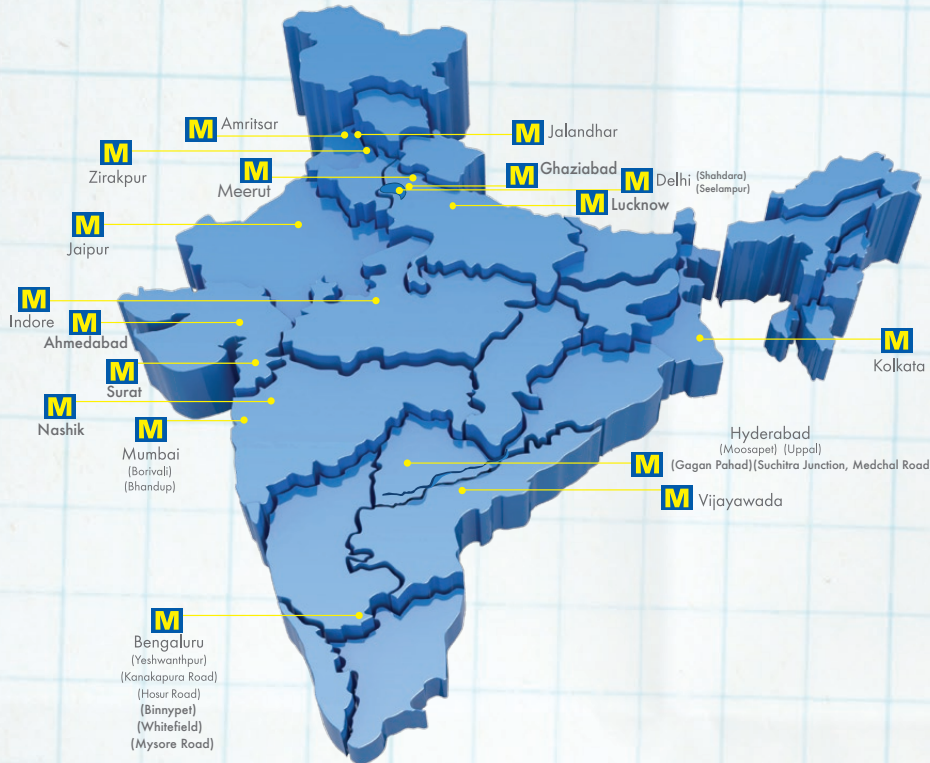 M Amritsar
M Jalandhar
M
Zirakpur
M
Meerut
M Ghaziabad
M Delhi (Shahdara)
(Seelampur)
M Lucknow
M
Jaipur
M
Indore
M
Ahmedabad
M
Surat
M
Nashik
M
Mumbai
(Borivali)
(Bhandup)
M
Kolkata
Hyderabad
(Moosapet) (Uppal)
M (Gagan Pahad)(Suchitra Junction, Medchal Road
M Vijayawada
M
Bengaluru
(Yeshwanthpur)
(Kanakapura Road)
(Hosur Road)
(Binnypet)
(Whitefield)
(Mysore Road)